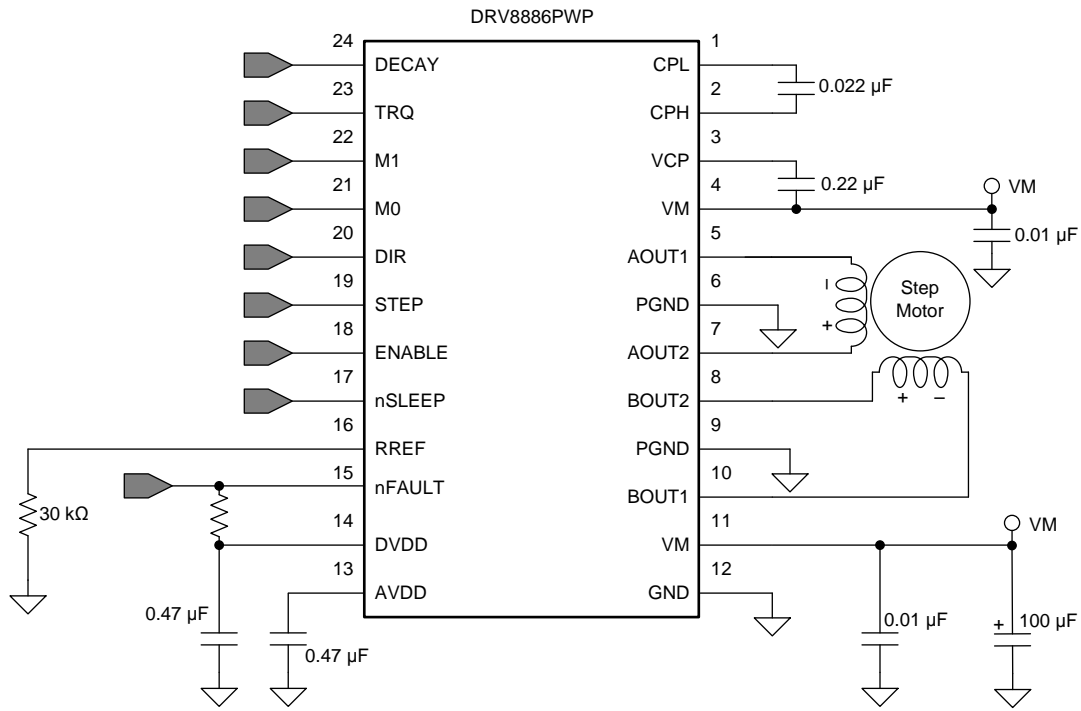 DRV8886PWP
24
DECAY
23
TRQ
22
M1
21
M0
20
DIR
19
STEP
18
ENABLE
17
nSLEEP
16
RREF
15
nFAULT
14
DVDD
13
AVDD
1
CPL
2
CPH
3
VCP
4
VM
5
AOUT1
6
PGND
7
AOUT2
8
BOUT2
9
PGND
10
BOUT1
11
VM
12
GND
0.022 µF
0.22 µF
VM
0.01 µF
Step
Motor
–
+
+ –
30 kΩ
0.47 µF
0.47 µF
VM
0.01 µF
+
100 µF